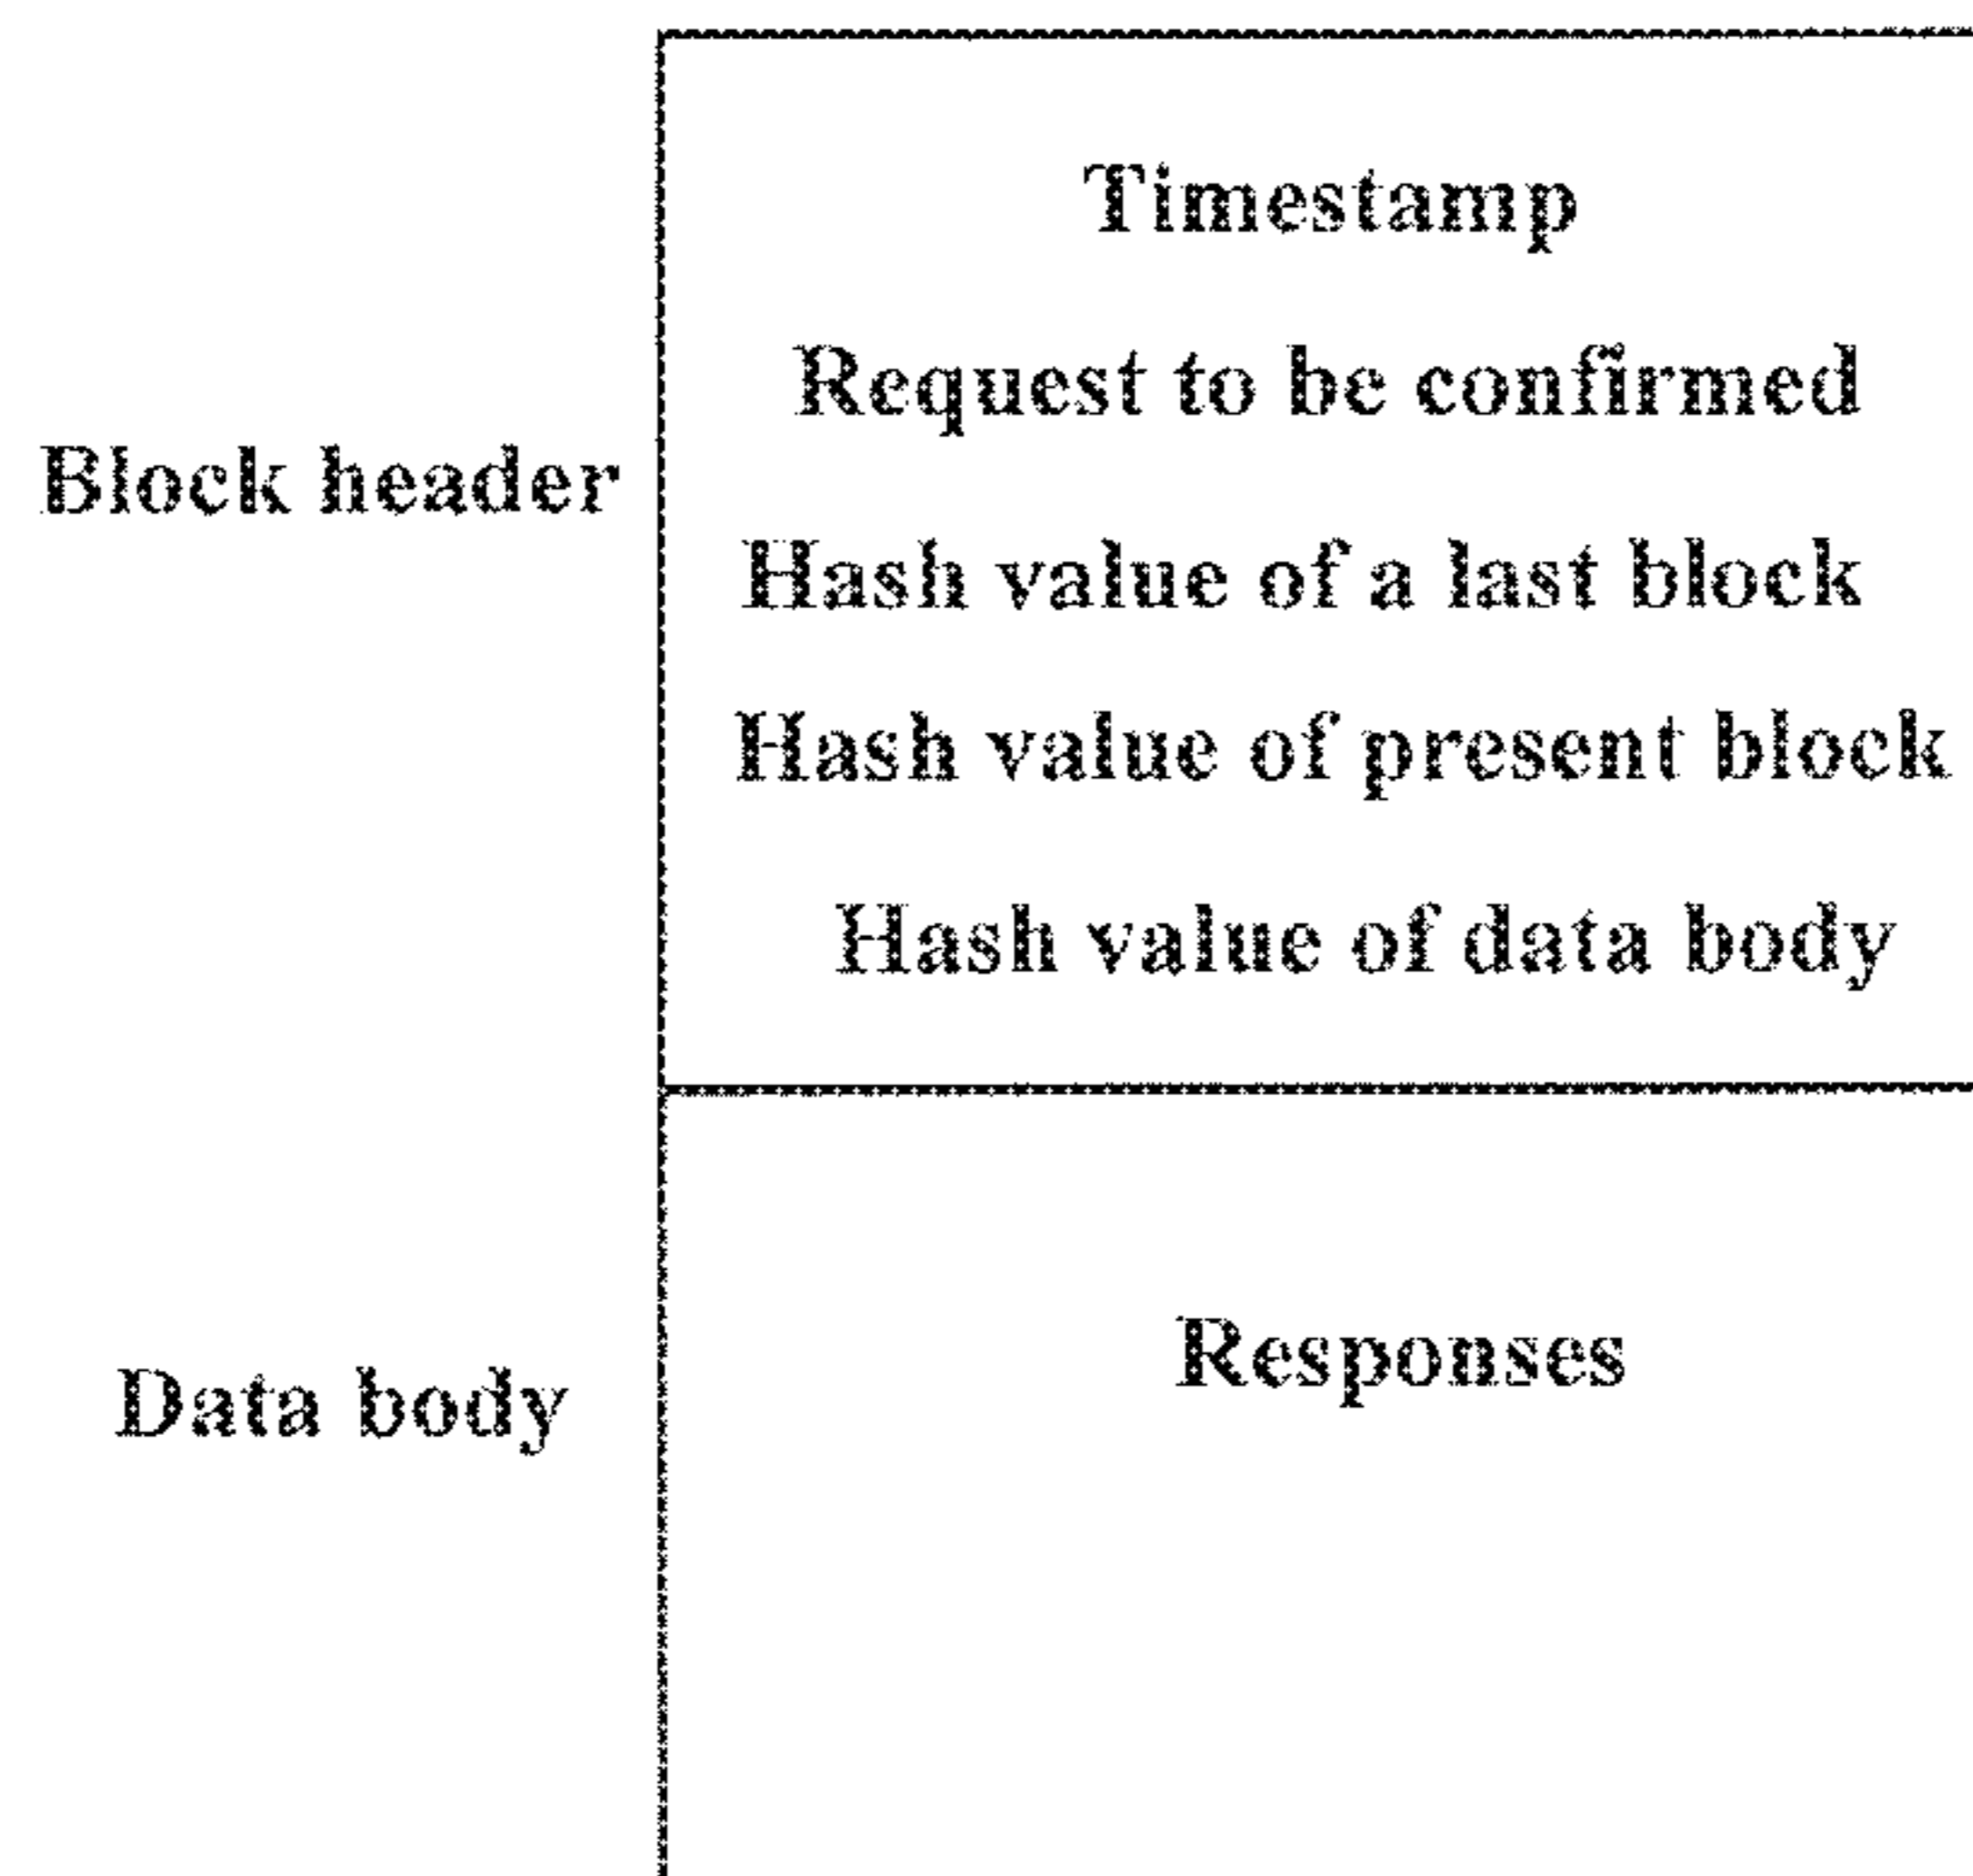 Timestamp
Request to be confirmed
Block header
Hash value of a last block
Hash value of present block
Hash value of data body
Responses
Data body